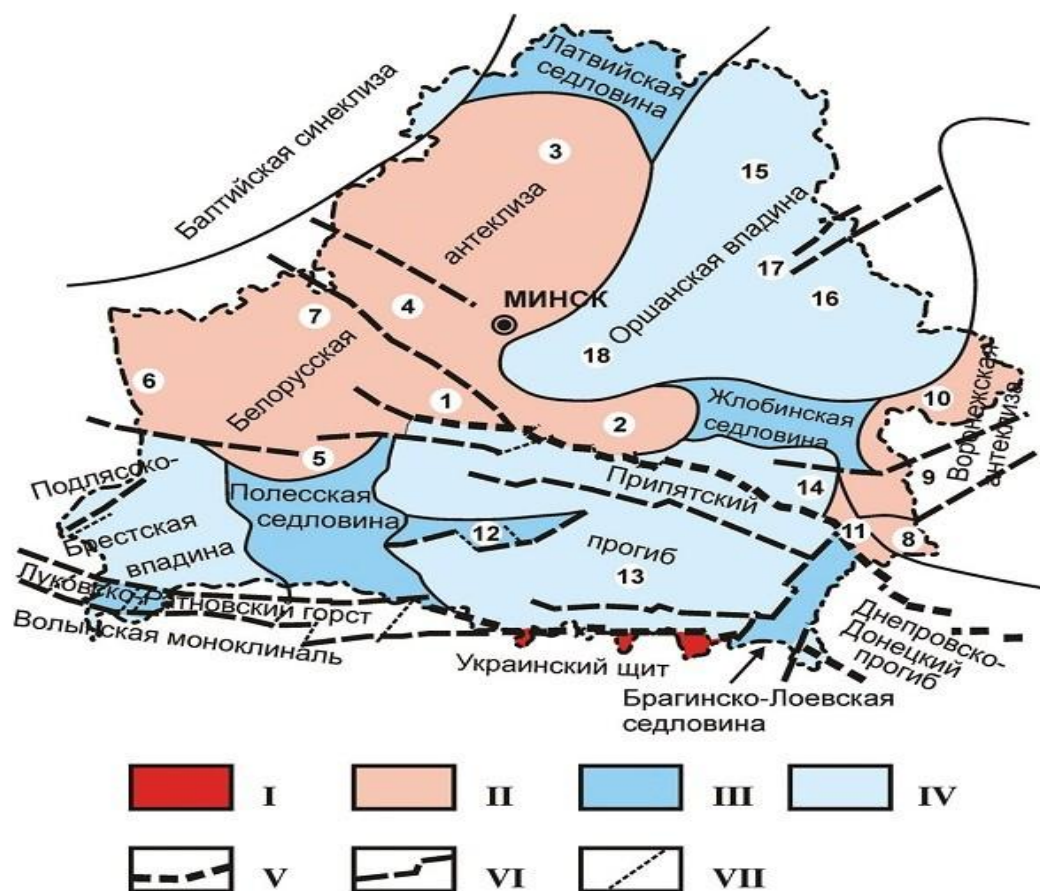 Латвийская
седловина
Балтийская синеклиза
3
15
антеклиза
Оршанская впадина
17
16
7
4
МИНСК
18
6
Белорусская
1
2
10
Жлобинская
седловина
Воронежская
антеклиза
5
9
Подлясско-
Брестская
впадина
Полесская
седловина
Припятский
прогиб
14
12
11
8
13
Луковско-Ратновский горст
Волынская моноклиналь
Украинский щит
Днепровско-
Донецкий
прогиб
Брагинско-Лоевская
седловина
I
II
III
IV
V
VI
VII